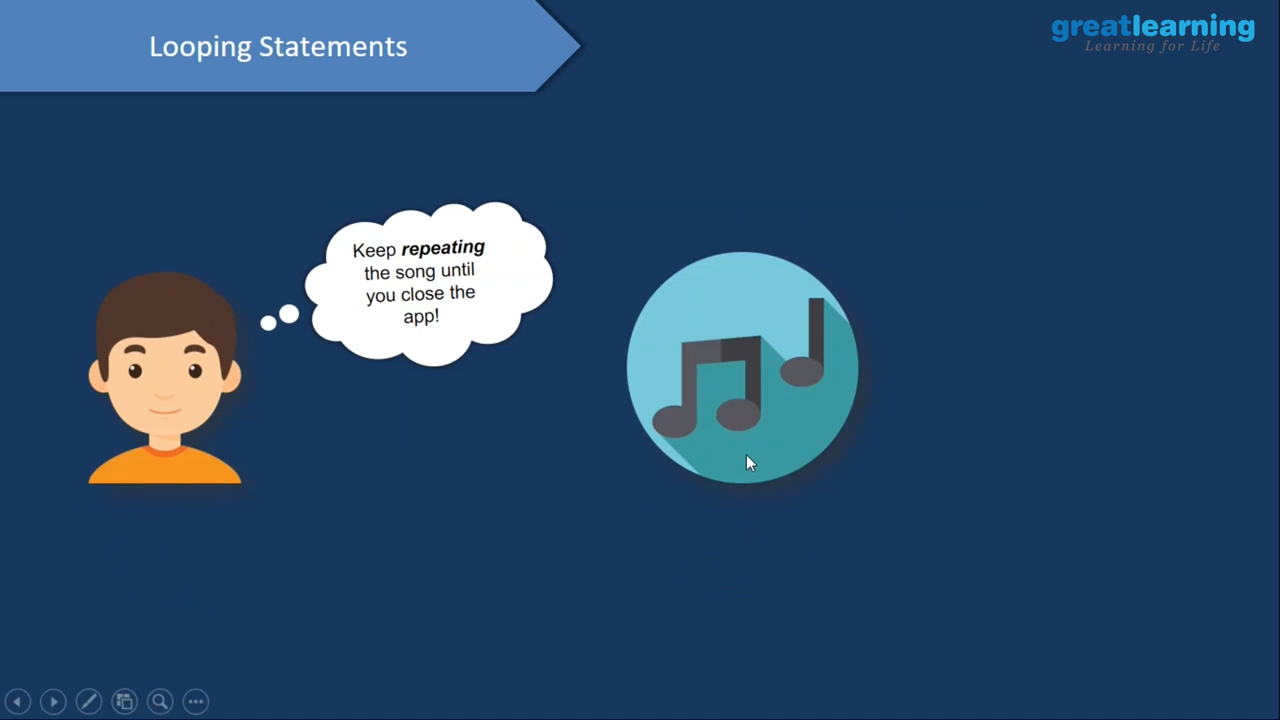 Looping Statements
greatlearning
Learning for Life
Keep repeating
the song until
you close the
app!